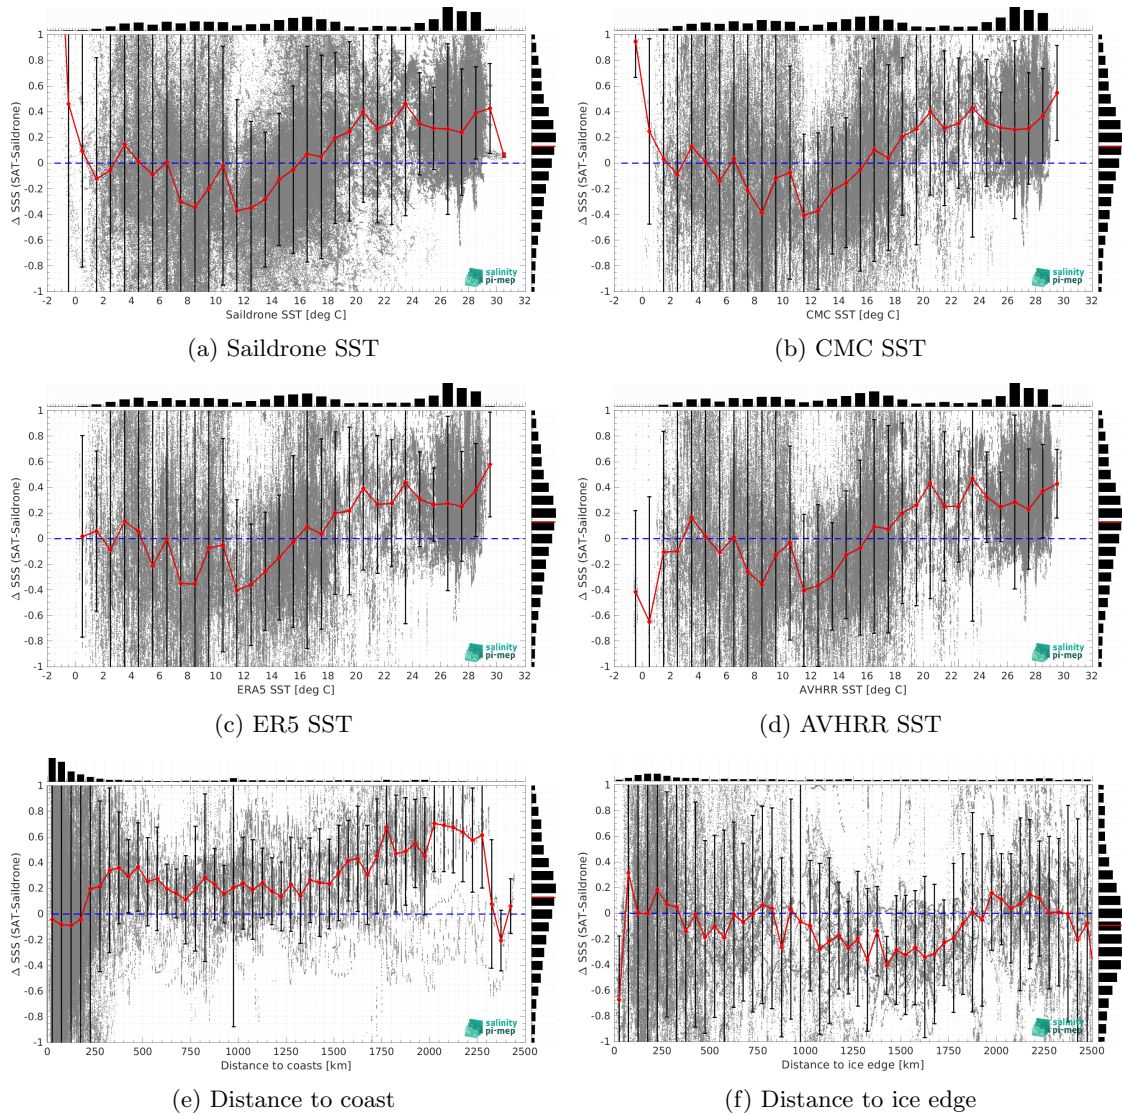 1
0.8
0.6
0.4
0.2
0
-0.2
-0.4
-0.6
-0.8
-1
Δ SSS (SAT-Saildrone)
-2 0 2 4 6 8 10 12 14 16 18 20 22 24 26 28 30 32
Saildrone SST [deg C]
salinity
pi-mep
(a) Saildrone SST
1
0.8
0.6
0.4
0.2
0
-0.2
-0.4
-0.6
-0.8
-1
Δ SSS (SAT-Saildrone)
-2 0 2 4 6 8 10 12 14 16 18 20 22 24 26 28 30 32
CMC SST [deg C]
salinity
pi-mep
(b) CMC SST
1
0.8
0.6
0.4
0.2
0
-0.2
-0.4
-0.6
-0.8
-1
Δ SSS (SAT-Saildrone)
-2 0 2 4 6 8 10 12 14 16 18 20 22 24 26 28 30 32
ERA5 SST [deg C]
salinity
pi-mep
(c) ER5 SST
1
0.8
0.6
0.4
0.2
0
-0.2
-0.4
-0.6
-0.8
-1
Δ SSS (SAT-Saildrone)
-2 0 2 4 6 8 10 12 14 16 18 20 22 24 26 28 30 32
AVHRR SST [deg C]
salinity
pi-mep
(d) AVHRR SST
1
0.8
0.6
0.4
0.2
0
-0.2
-0.4
-0.6
-0.8
-1
Δ SSS (SAT-Saildrone)
0 250 500 750 1000 1250 1500 1750 2000 2250 2500
Distance to coasts [km]
salinity
pi-mep
(e) Distance to coast
1
0.8
0.6
0.4
0.2
0
-0.2
-0.4
-0.6
-0.8
-1
Δ SSS (SAT-Saildrone)
0 250 500 750 1000 1250 1500 1750 2000 2250 2500
Distance to ice edge [km]
salinity
pi-mep
(f) Distance to ice edge